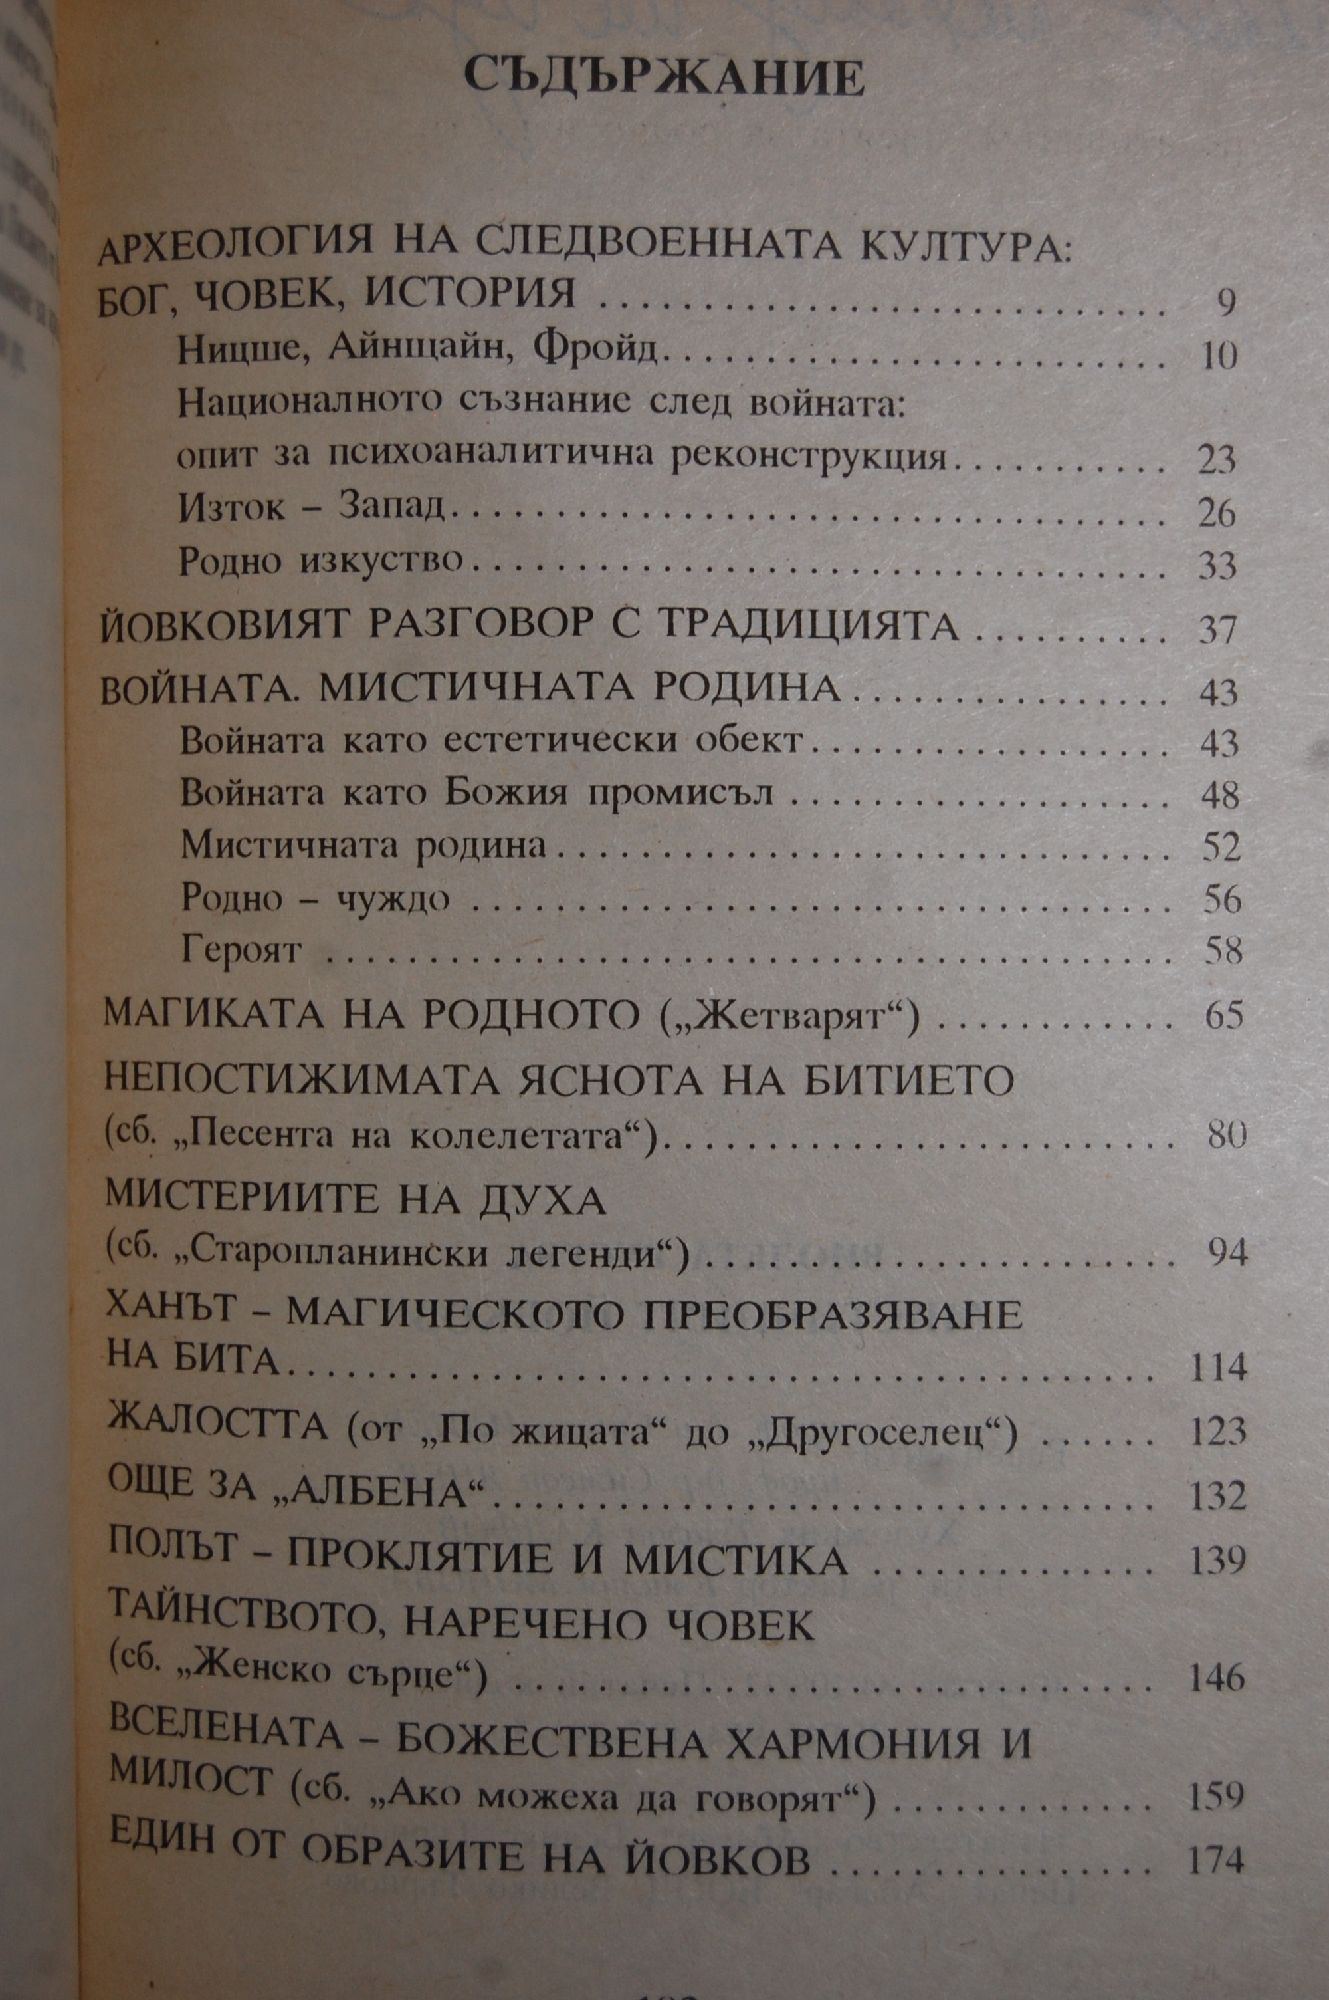 СЪДЪРЖАНИЕ
АРХЕОЛОГИЯ НА СЛЕДВОЕННАТА КУЛТУРА:
БОГ, ЧОВЕК, ИСТОРИЯ . . . . . . . . . . . . . . . . . . . . 9
Ницше, Айнщайн, Фройд. . . . . . . . . . . . . . . . . . . . 10
Националното съзнание след войната:
опит за психоаналитична реконструкция. . . . . . . . . 23
Изток – Запад. . . . . . . . . . . . . . . . . . . . . . . . . . . 26
Родно изкуство. . . . . . . . . . . . . . . . . . . . . . . . . . 33
ЙОВКОВИЯТ РАЗГОВОР С ТРАДИЦИЯТА . . . . . . . . 37
ВОЙНАТА. МИСТИЧНАТА РОДИНА. . . . . . . . . . . . 43
Войната като естетически обект. . . . . . . . . . . . . . 43
Войната като Божия промисъл . . . . . . . . . . . . . . . 48
Мистичната родина. . . . . . . . . . . . . . . . . . . . . . . 52
Родно – чуждо . . . . . . . . . . . . . . . . . . . . . . . . . . 56
Героят . . . . . . . . . . . . . . . . . . . . . . . . . . . . . . . . 58
МАГИКАТА НА РОДНОТО („Жетварят“) . . . . . . . . . 65
НЕПОСТИЖИМАТА ЯСНОТА НА БИТИЕТО
(сб. „Песента на колелетата“). . . . . . . . . . . . . . . . . . . . 80
МИСТЕРИИТЕ НА ДУХА
(сб. „Старопланински легенди“) . . . . . . . . . . . . . . . . . . 94
ХАНЪТ – МАГИЧЕСКОТО ПРЕОБРАЗЯВАНЕ
НА БИТА. . . . . . . . . . . . . . . . . . . . . . . . . . . . . . . . . 114
ЖАЛОСТТА (от „По жицата“ до „Другоселец“) . . . . . 123
ОЩЕ ЗА „АЛБЕНА“. . . . . . . . . . . . . . . . . . . . . . . . . 132
ПОЛЪТ – ПРОКЛЯТИЕ И МИСТИКА . . . . . . . . . . . 139
ТАЙНСТВОТО, НАРЕЧЕНО ЧОВЕК
(сб. „Женско сърце“) . . . . . . . . . . . . . . . . . . . . . . . . . 146
ВСЕЛЕНАТА – БОЖЕСТВЕНА ХАРМОНИЯ И
МИЛОСТ (сб. „Ако можеха да говорят“) . . . . . . . . . . 159
ЕДИН ОТ ОБРАЗИТЕ НА ЙОВКОВ . . . . . . . . . . . . . 174